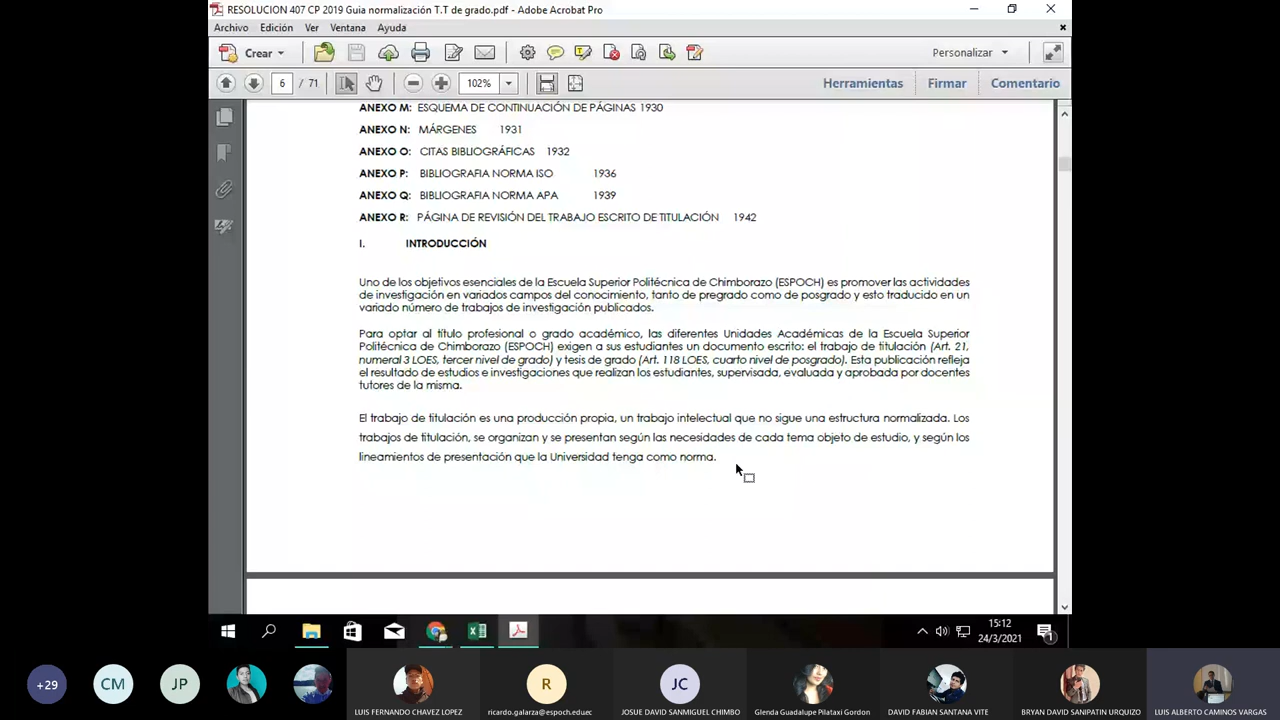 RESOLUCION 407 CP 2019 Guia normalización T.T de grado.pdf - Adobe Acrobat Pro
Archivo Edición Ver Ventana Ayuda
Crear Personalizar
6 / 71 102% Herramientas Firmar Comentario
ANEXO M: ESQUEMA DE CONTINUACIÓN DE PÁGINAS 1930
ANEXO N: MÁRGENES 1931
ANEXO O: CITAS BIBLIOGRÁFICAS 1932
ANEXO P: BIBLIOGRAFIA NORMA ISO 1936
ANEXO Q: BIBLIOGRAFIA NORMA APA 1939
ANEXO R: PÁGINA DE REVISIÓN DEL TRABAJO ESCRITO DE TITULACIÓN 1942
I. INTRODUCCIÓN
Uno de los objetivos esenciales de la Escuela Superior Politécnica de Chimborazo (ESPOCH) es promover las actividades
de investigación en variados campos del conocimiento, tanto de pregrado como de posgrado y esto traducido en un
variado número de trabajos de investigación publicados.
Para optar al título profesional o grado académico, las diferentes Unidades Académicas de la Escuela Superior
Politécnica de Chimborazo (ESPOCH) exigen a sus estudiantes un documento escrito: el trabajo de titulación (Art. 21,
numeral 3 LOES, tercer nivel de grado) y tesis de grado (Art. 118 LOES, cuarto nivel de posgrado). Esta publicación refleja
el resultado de estudios e investigaciones que realizan los estudiantes, supervisada, evaluada y aprobada por docentes
tutores de la misma.
El trabajo de titulación es una producción propia, un trabajo intelectual que no sigue una estructura normalizada. Los
trabajos de titulación, se organizan y se presentan según las necesidades de cada tema objeto de estudio, y según los
lineamientos de presentación que la Universidad tenga como norma.
15:12
24/3/2021
1
+29 CM JP R JC
LUIS FERNANDO CHAVEZ LOPEZ ricardo.galarza@espoch.edu.ec JOSUE DAVID SANMIGUEL CHIMBO Glenda Guadalupe Pilataxi Gordon DAVID FABIAN SANTANA VITE BRYAN DAVID SANIPATIN URQUIZO LUIS ALBERTO CAMINOS VARGAS